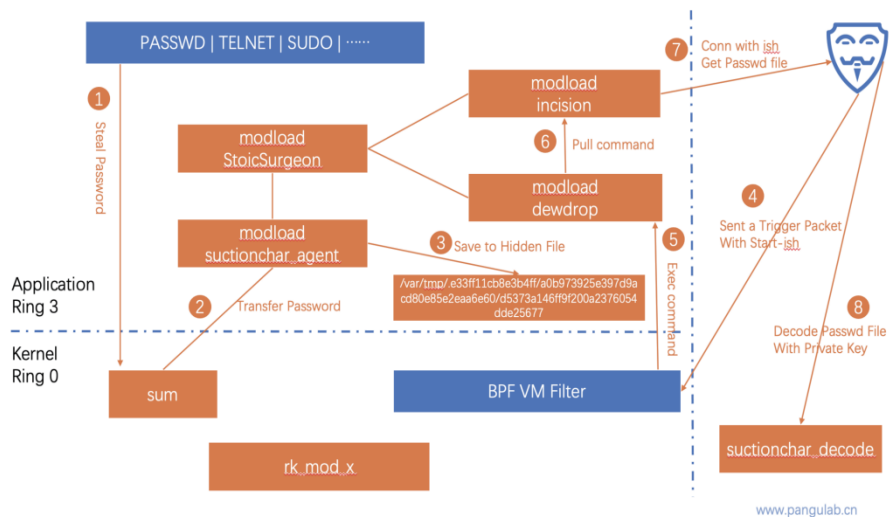 PASSWD | TELNET | SUDO | ······
1
Steal Password
modload
StoicSurgeon
modload
suctionchar_agent
modload
incision
6
Pull command
modload
dewdrop
7
Conn with ish
Get Passwd file
4
Sent a Trigger Packet
With Start-ish
3
Save to Hidden File
/var/tmp/.e33ff11cb8e3b4ff/a0b973925e397d9a
cd80e85e2eaa6e60/d5373a146ff9f200a2376054
dde25677
5
Exec command
2
Transfer Password
Application
Ring 3
Kernel
Ring 0
sum
BPF VM Filter
rk_mod_x
8
Decode Passwd File
With Private Key
suctionchar_decode
www.pangulab.cn